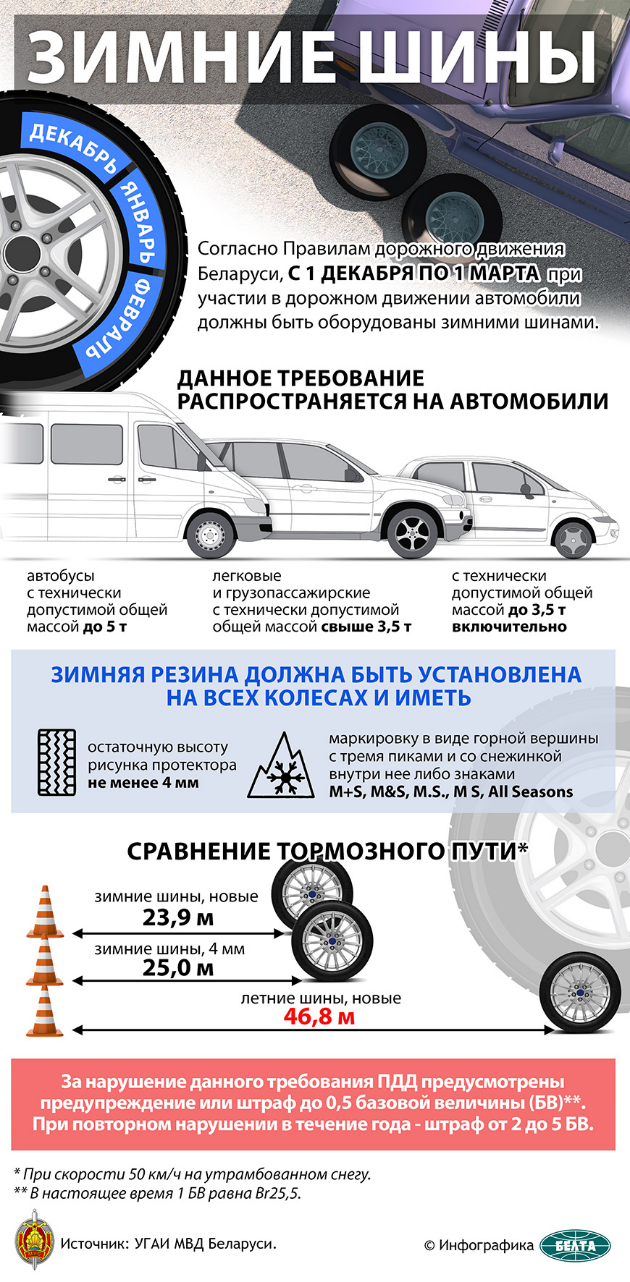 ЗИМНИЕ ШИНЫ
ДЕКАБРЬ
ЯНВАРЬ
ФЕВРАЛЬ
Согласно Правилам дорожного движения
Беларуси, С 1 ДЕКАБРЯ ПО 1 МАРТА при
участии в дорожном движении автомобили
должны быть оборудованы зимними шинами.
ДАННОЕ ТРЕБОВАНИЕ
РАСПРОСТРАНЯЕТСЯ НА АВТОМОБИЛИ
автобусы
с технически
допустимой общей
массой до 5 т
легковые
и грузопассажирские
с технически допустимой
общей массой свыше 3,5 т
с технически
допустимой общей
массой до 3,5 т
включительно
ЗИМНЯЯ РЕЗИНА ДОЛЖНА БЫТЬ УСТАНОВЛЕНА
НА ВСЕХ КОЛЕСАХ И ИМЕТЬ
остаточную высоту
рисунка протектора
не менее 4 мм
маркировку в виде горной вершины
с тремя пиками и со снежинкой
внутри нее либо знаками
M+S, M&S, M.S., M S, All Seasons
СРАВНЕНИЕ ТОРМОЗНОГО ПУТИ*
зимние шины, новые
23,9 м
зимние шины, 4 мм
25,0 м
летние шины, новые
46,8 м
За нарушение данного требования ПДД предусмотрены
предупреждение или штраф до 0,5 базовой величины (БВ)**.
При повторном нарушении в течение года - штраф от 2 до 5 БВ.
* При скорости 50 км/ч на утрамбованном снегу.
** В настоящее время 1 БВ равна Br25,5.
Источник: УГАИ МВД Беларуси.
© Инфографика
БЕЛТА